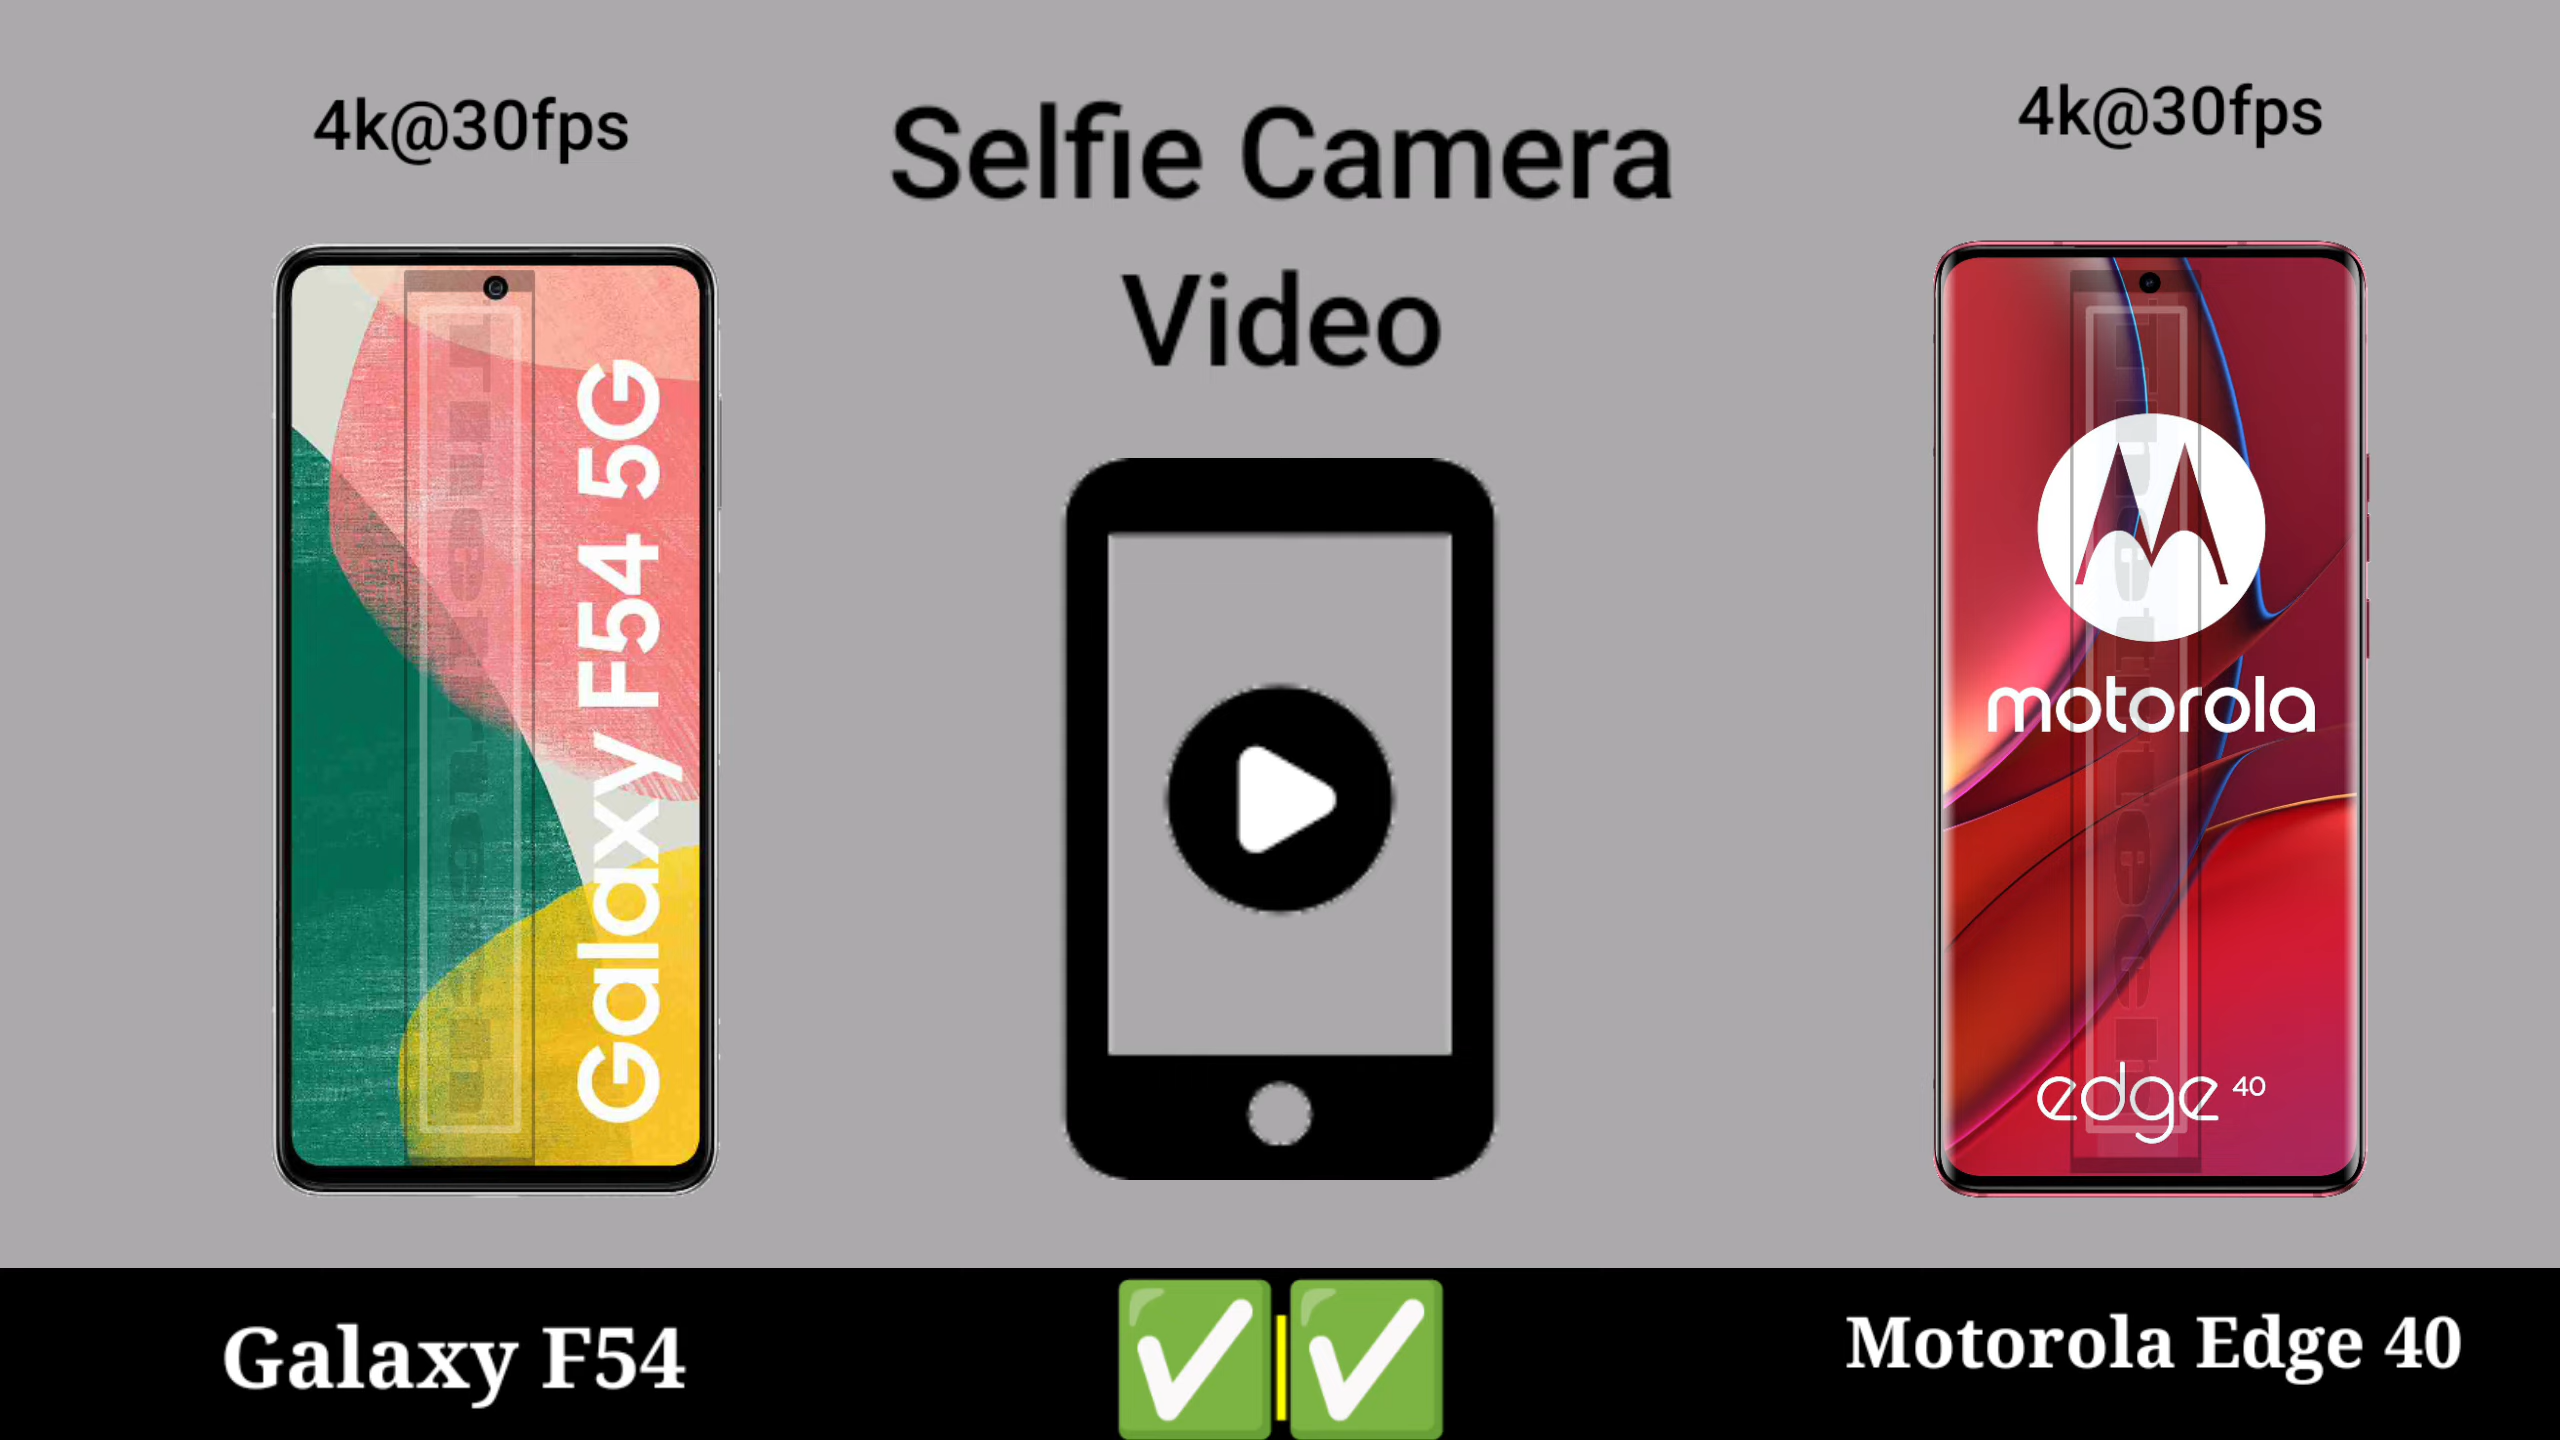 4k@30fps
Selfie Camera
Video
4k@30fps
Galaxy F54 5G
motorola
edge 40
Galaxy F54
Motorola Edge 40